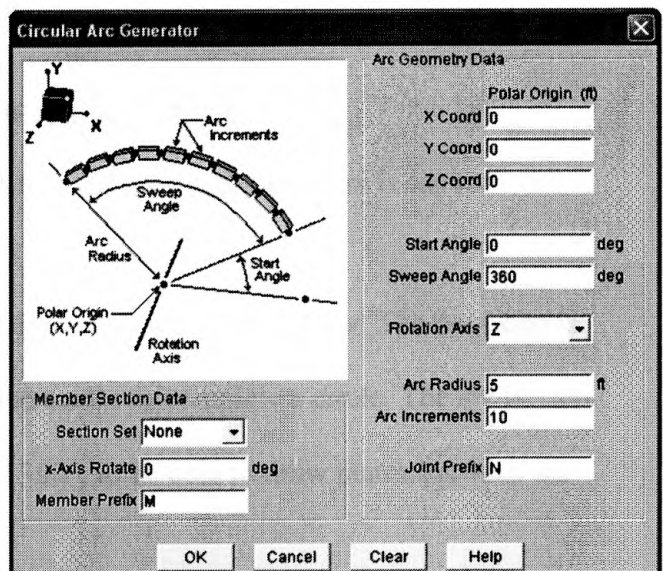 Circular Arc Generator
Y
X
Z
Arc
Increments
Sweep
Angle
Arc
Radius
Start
Angle
Polar Origin
(X,Y,Z)
Rotation
Axis
Member Section Data
Section Set None
x-Axis Rotate 0 deg
Member Prefix M
Arc Geometry Data
Polar Origin (ft)
X Coord 0
Y Coord 0
Z Coord 0
Start Angle 0 deg
Sweep Angle 360 deg
Rotation Axis Z
Arc Radius 5 ft
Arc Increments 10
Joint Prefix N
OK Cancel Clear Help